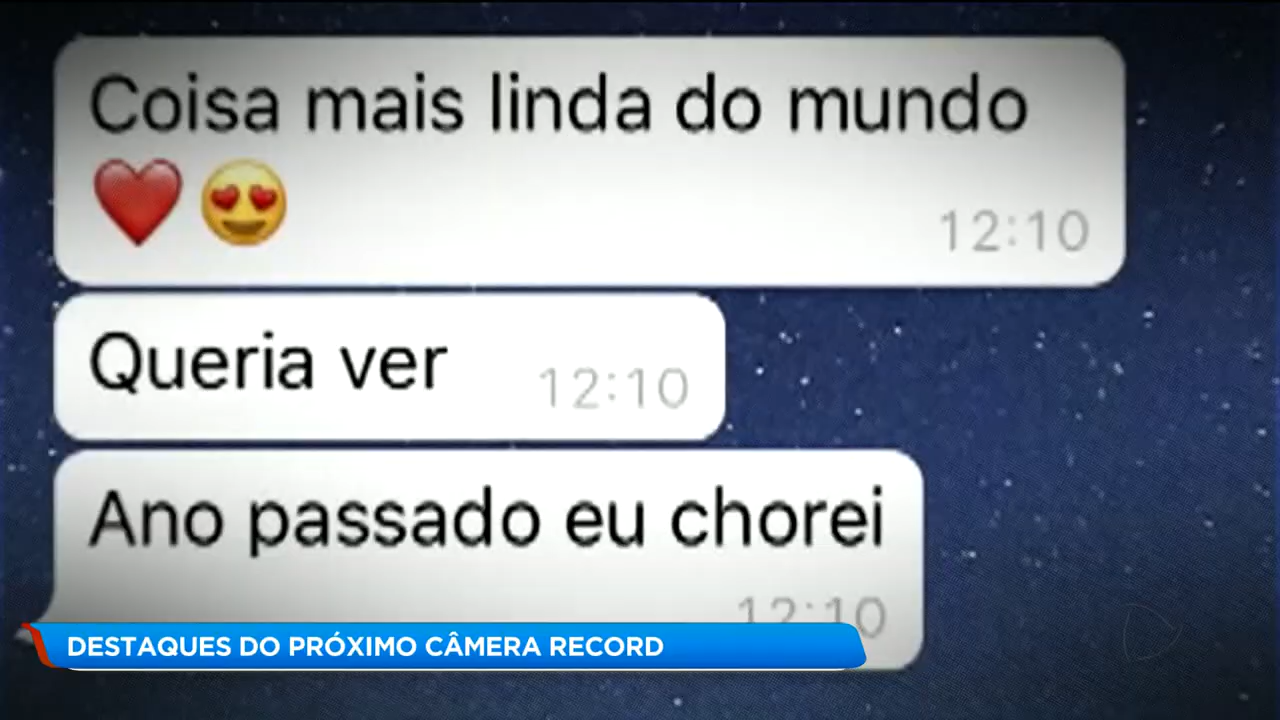 Coisa mais linda do mundo
❤️ 😍
12:10
Queria ver
12:10
Ano passado eu chorei
12:10
DESTAQUES DO PRÓXIMO CÂMERA RECORD